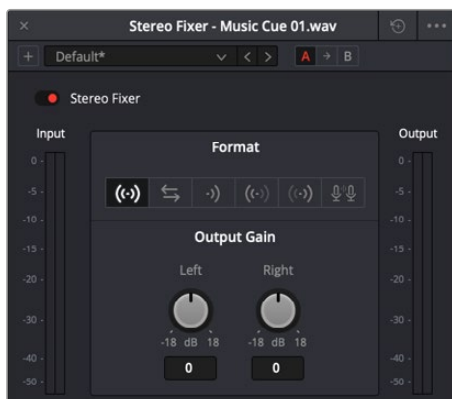 Stereo Fixer - Music Cue 01.wav
Default*
A B
Stereo Fixer
Input
Output
Format
Output Gain
Left Right
0 -
-5 -
-10 -
-15 -
-20 -
-30 -
-40 -
-50 -
-18 dB 18
-18 dB 18
0
0
0 -
-5 -
-10 -
-15 -
-20 -
-30 -
-40 -
-50 -